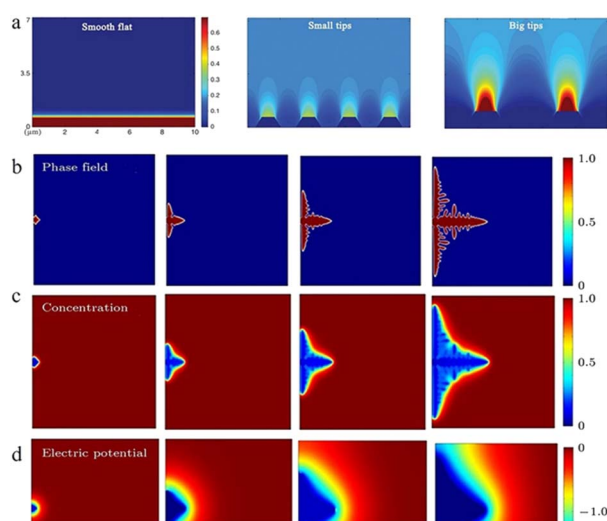 a
7
3.5
0
(μm)
2
4
6
8
10
Smooth flat
0.6
0.5
0.4
0.3
0.2
0.1
0
Small tips
Big tips
b
Phase field
1.0
0.5
0
c
Concentration
1.0
0.5
0
d
Electric potential
0
−1.0